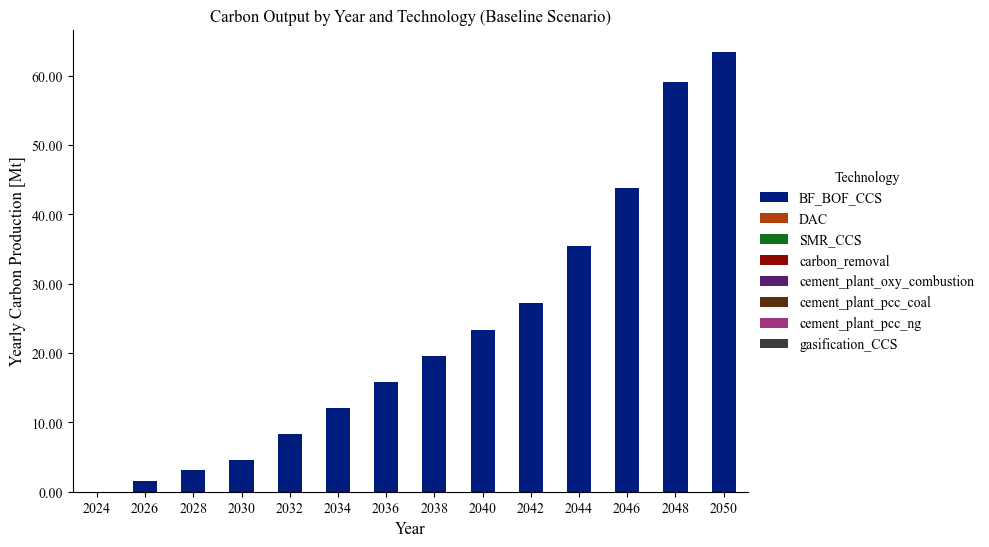 Carbon Output by Year and Technology (Baseline Scenario)
Yearly Carbon Production [Mt]
60.00
50.00
40.00
30.00
20.00
10.00
0.00
2024 2026 2028 2030 2032 2034 2036 2038 2040 2042 2044 2046 2048 2050
Year
Technology
BF_BOF_CCS
DAC
SMR_CCS
carbon_removal
cement_plant_oxy_combustion
cement_plant_pcc_coal
cement_plant_pcc_ng
gasification_CCS